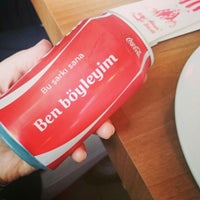 Bu şarkı sana
Ben böyleyim
Coca-Cola